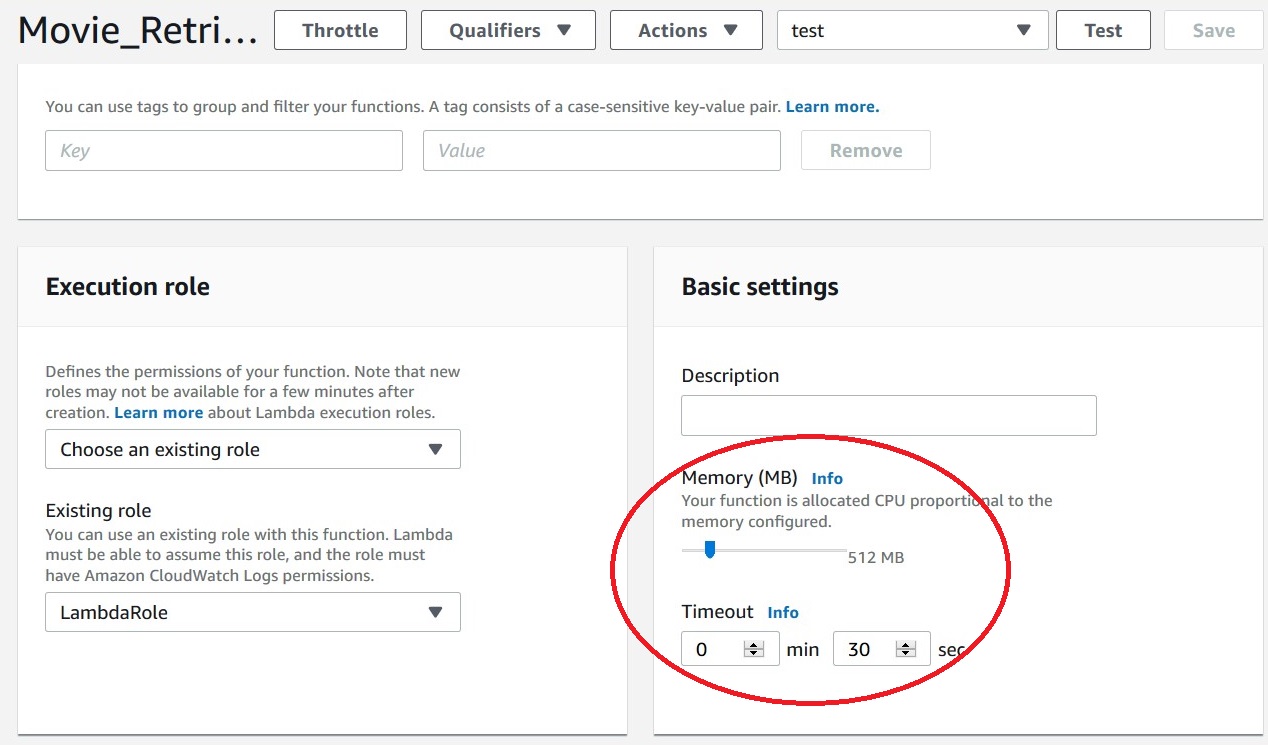 Movie_Retri...
Throttle
Qualifiers
Actions
test
Test
Save
You can use tags to group and filter your functions. A tag consists of a case-sensitive key-value pair. Learn more.
Key
Value
Remove
Execution role
Defines the permissions of your function. Note that new
roles may not be available for a few minutes after
creation. Learn more about Lambda execution roles.
Choose an existing role
Existing role
You can use an existing role with this function. Lambda
must be able to assume this role, and the role must
have Amazon CloudWatch Logs permissions.
LambdaRole
Basic settings
Description
Memory (MB) Info
Your function is allocated CPU proportional to the
memory configured.
512 MB
Timeout Info
0 min 30 sec